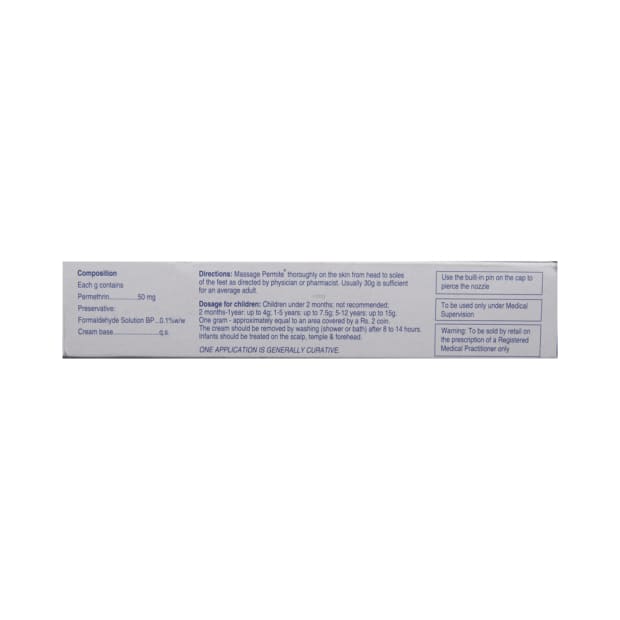 Composition
Each g contains
Permethrin................50 mg
Preservative:
Formaldehyde Solution BP...0.1%w/w
Cream base........................q.s
Directions: Massage Permite® thoroughly on the skin from head to soles
of the feet as directed by physician or pharmacist. Usually 30g is sufficient
for an average adult.
Dosage for children: Children under 2 months: not recommended;
2 months-1year: up to 4g; 1-5 years: up to 7.5g; 5-12 years: up to 15g.
One gram - approximately equal to an area covered by a Rs. 2 coin.
The cream should be removed by washing (shower or bath) after 8 to 14 hours.
Infants should be treated on the scalp, temple & forehead.
ONE APPLICATION IS GENERALLY CURATIVE.
Use the built-in pin on the cap to
pierce the nozzle
To be used only under Medical
Supervision
Warning: To be sold by retail on
the prescription of a Registered
Medical Practitioner only